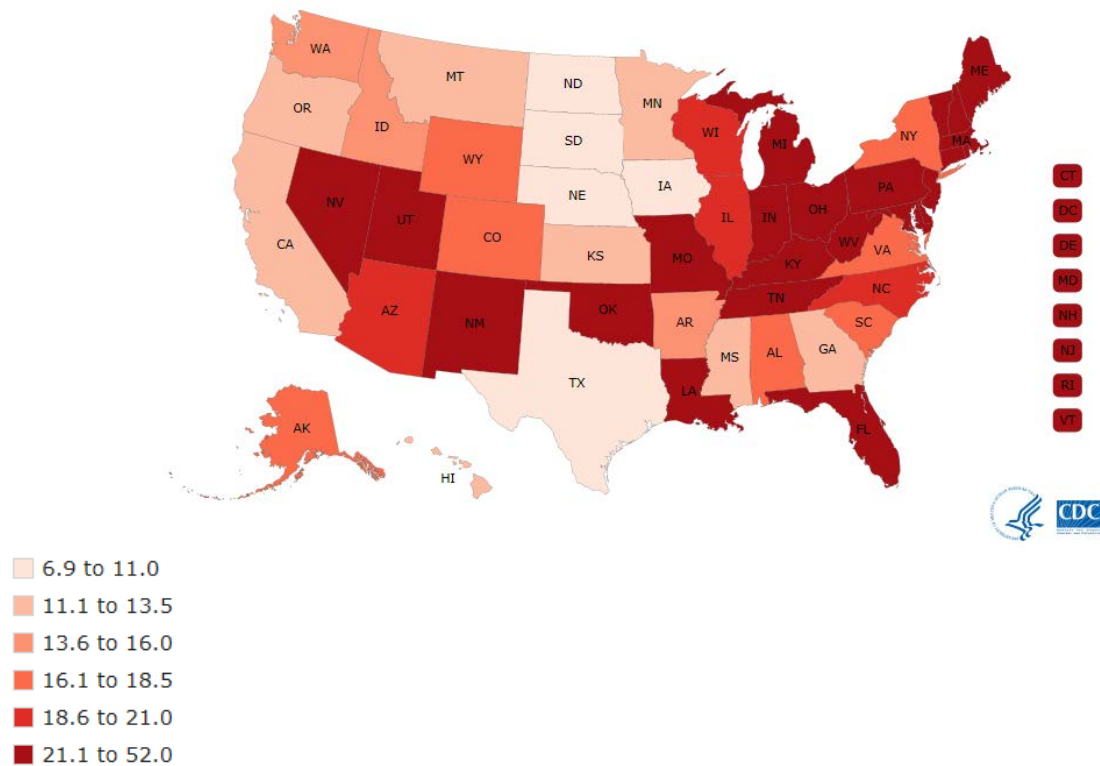 WA
MT
ND
MN
ME
OR
ID
SD
WI
MI
NY
MA
WY
NE
IA
PA
CT
NV
UT
CO
KS
IL
IN
OH
DC
CA
MO
WV
VA
DE
KY
MD
AZ
NM
OK
AR
TN
NC
NH
SC
NJ
MS
AL
GA
RI
TX
LA
VT
FL
AK
HI
CDC
6.9 to 11.0
11.1 to 13.5
13.6 to 16.0
16.1 to 18.5
18.6 to 21.0
21.1 to 52.0